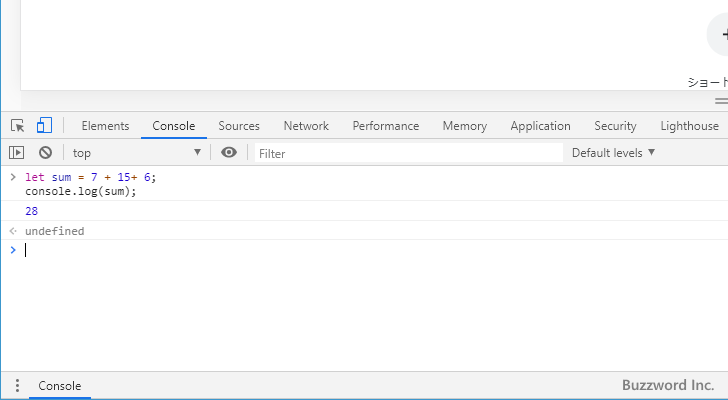 ショート
Elements Console Sources Network Performance Memory Application Security Lighthouse
top Filter Default levels
let sum = 7 + 15+ 6;
console.log(sum);
28
undefined
Console
Buzzword Inc.